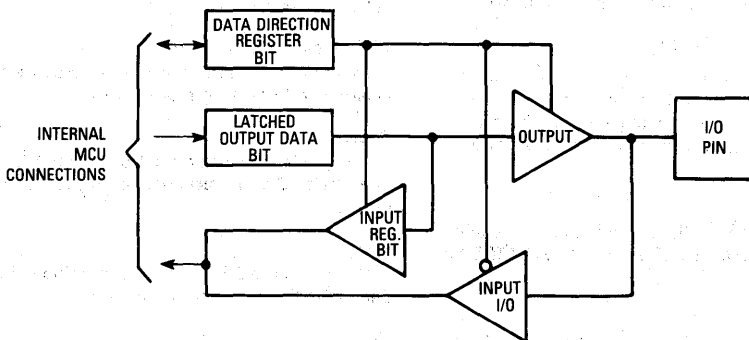 DATA DIRECTION
REGISTER
BIT
LATCHED
OUTPUT DATA
BIT
INTERNAL
MCU
CONNECTIONS
OUTPUT
I/O
PIN
INPUT
REG.
BIT
INPUT
I/O